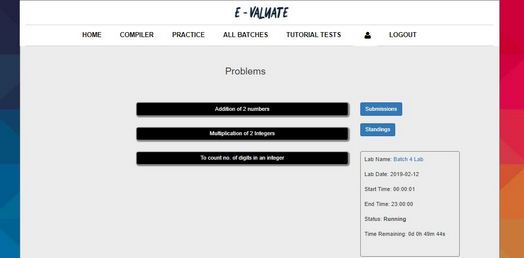 E - VALUATE
HOME COMPILER PRACTICE ALL BATCHES TUTORIAL TESTS LOGOUT
Problems
Addition of 2 numbers
Multiplication of 2 Integers
To count no. of digits in an integer
Submissions
Standings
Lab Name: Batch 4 Lab
Lab Date: 2019-02-12
Start Time: 00:00:01
End Time: 23:00:00
Status: Running
Time Remaining: 0d 0h 49m 44s